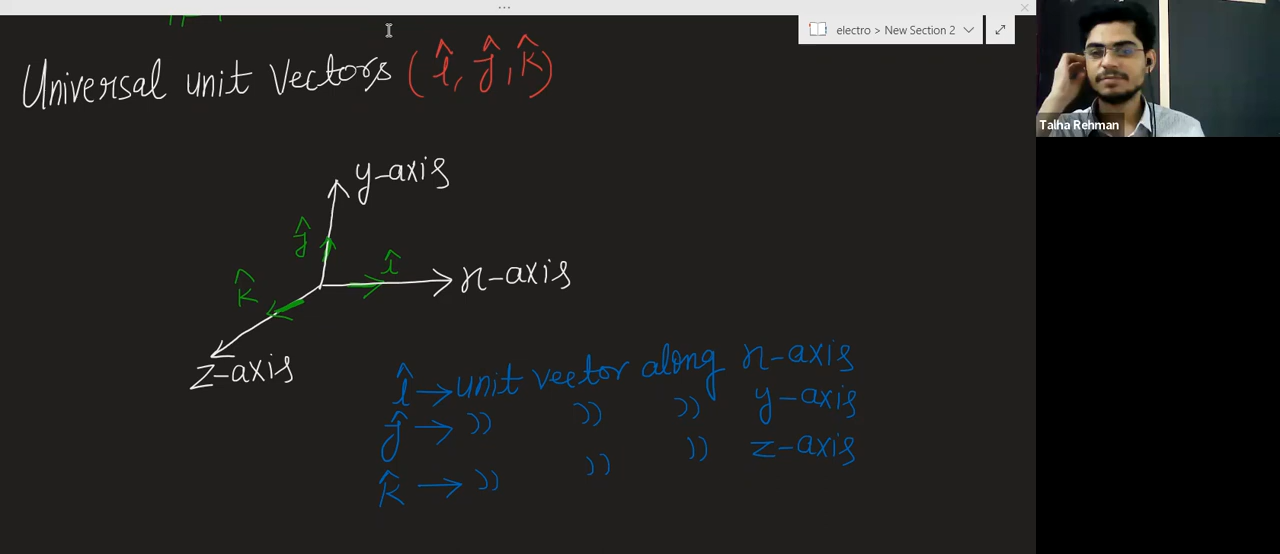 electro > New Section 2
Universal unit vectors (î, ĵ, k̂)
Talha Rehman
y-axis
ĵ
î
k̂
x-axis
z-axis
î → unit vector along x-axis
ĵ → )) )) )) y-axis
k̂ → )) )) )) z-axis